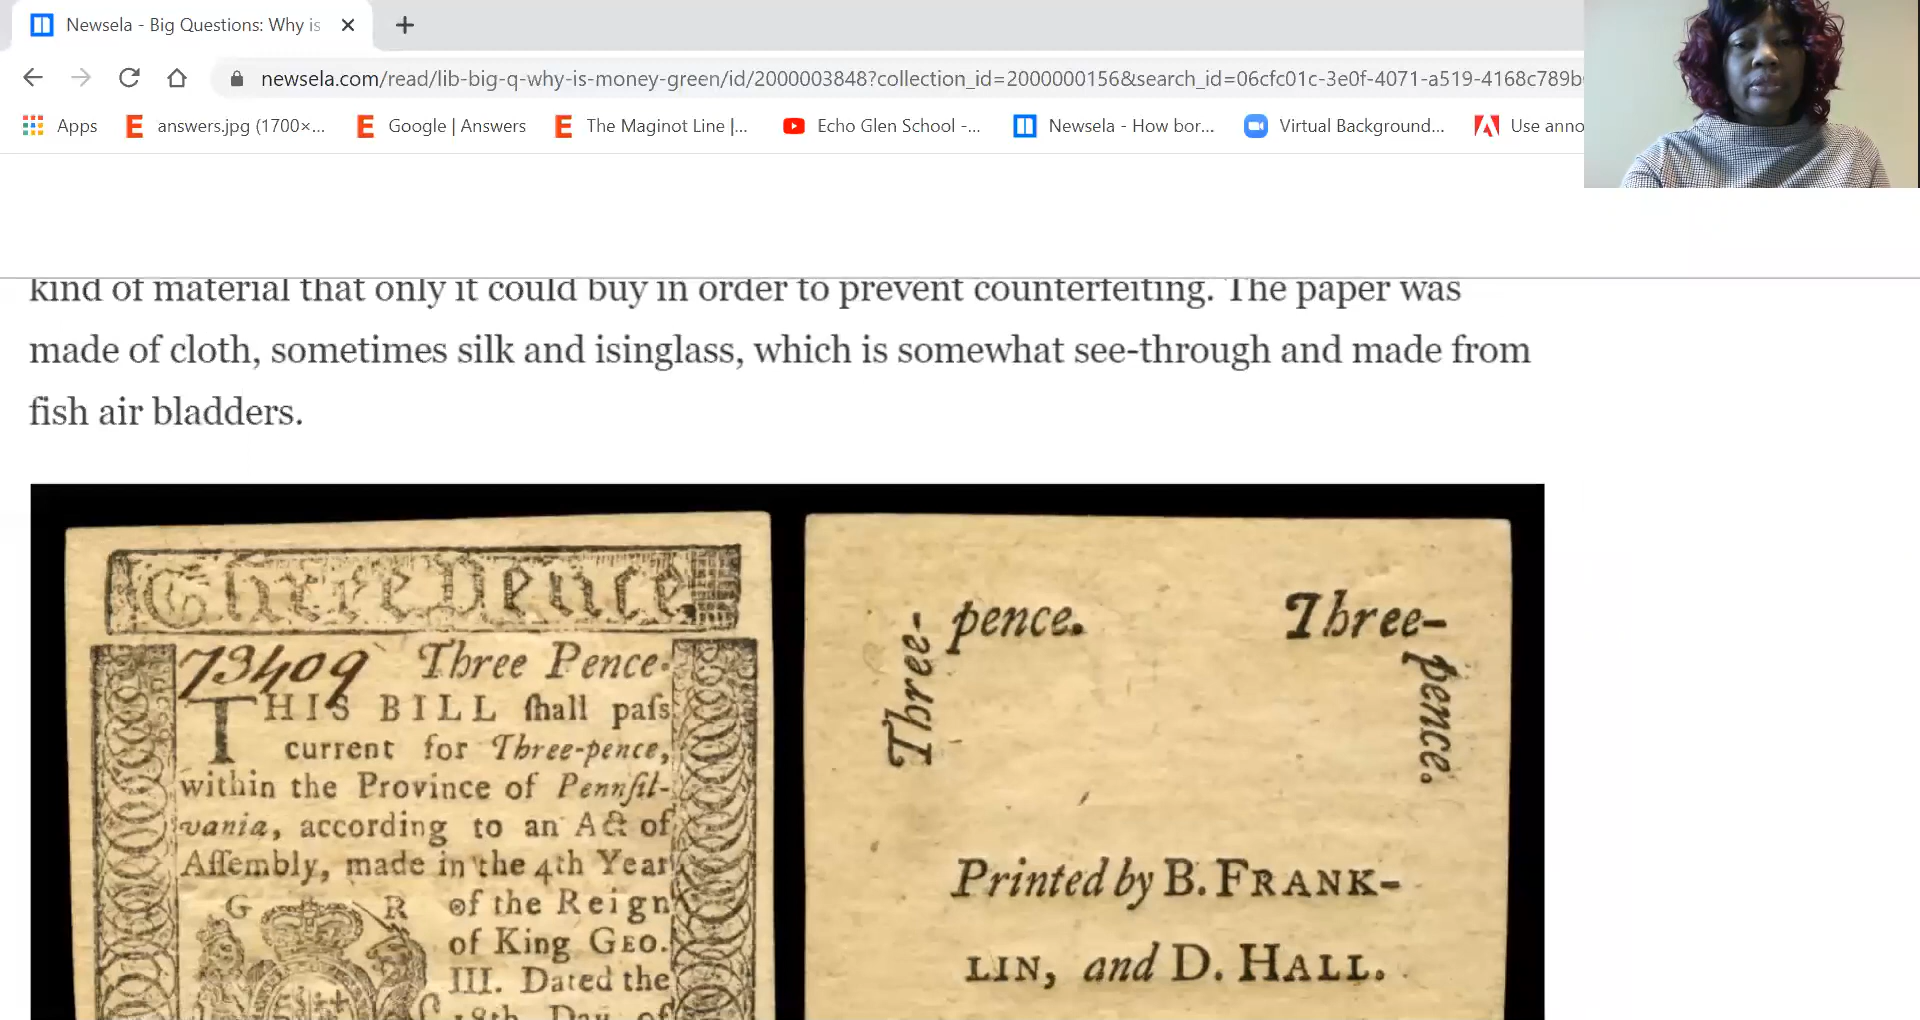 Newsela - Big Questions: Why is
newsela.com/read/lib-big-q-why-is-money-green/id/2000003848?collection_id=2000000156&search_id=06cfc01c-3e0f-4071-a519-4168c789b
Apps answers.jpg (1700×... Google | Answers The Maginot Line |... Echo Glen School -... Newsela - How bor... Virtual Background... Use anno
kind of material that only it could buy in order to prevent counterfeiting. The paper was
made of cloth, sometimes silk and isinglass, which is somewhat see-through and made from
fish air bladders.
Three Pence
73409 Three Pence.
THIS BILL ſhall paſs
current for Three-pence,
within the Province of Pennſil-
vania, according to an Act of
Aſſembly, made in the 4th Year
G R of the Reign
of King GEO.
III. Dated the
18th Day of
Three-pence. Three-pence.
Printed by B. FRANK-
LIN, and D. HALL.